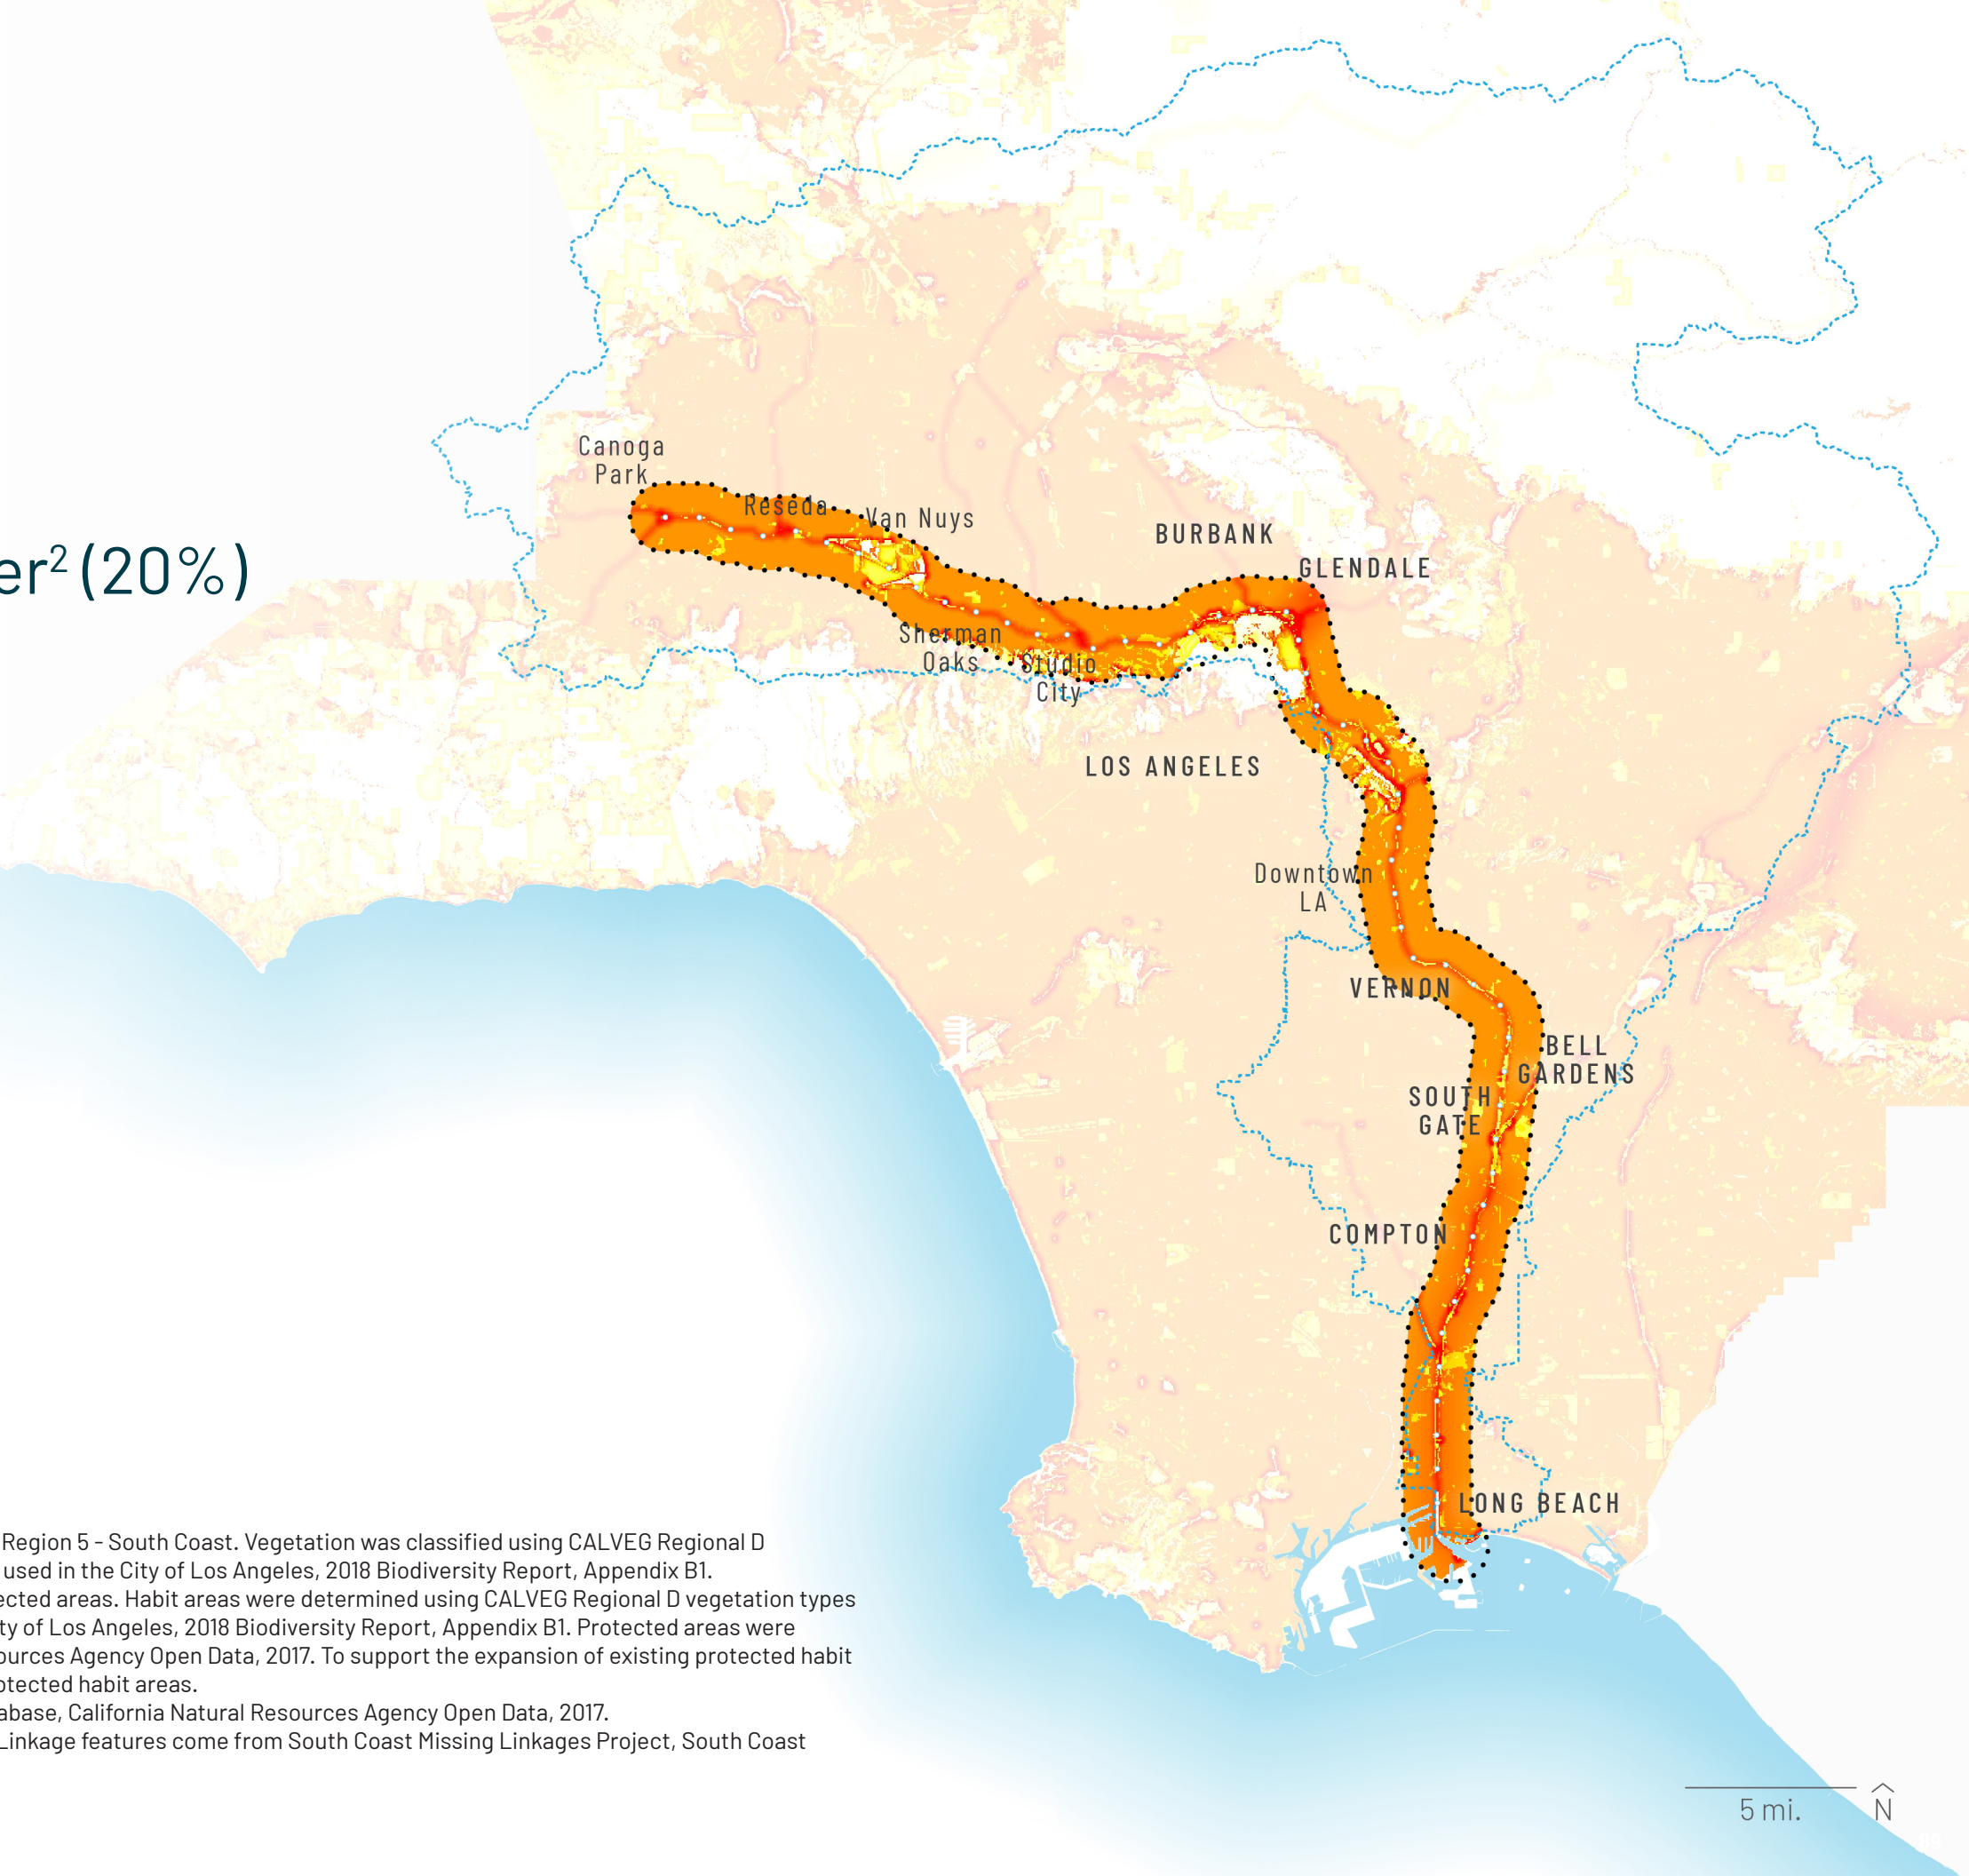 Canoga
Park
Reseda
Van Nuys
BURBANK
GLENDALE
er² (20%)
Sherman
Oaks
Studio
City
LOS ANGELES
Downtown
LA
VERNON
BELL
GARDENS
SOUTH
GATE
COMPTON
LONG BEACH
Region 5 - South Coast. Vegetation was classified using CALVEG Regional D
used in the City of Los Angeles, 2018 Biodiversity Report, Appendix B1.
ected areas. Habit areas were determined using CALVEG Regional D vegetation types
ty of Los Angeles, 2018 Biodiversity Report, Appendix B1. Protected areas were
ources Agency Open Data, 2017. To support the expansion of existing protected habit
otected habit areas.
abase, California Natural Resources Agency Open Data, 2017.
Linkage features come from South Coast Missing Linkages Project, South Coast
5 mi.
N